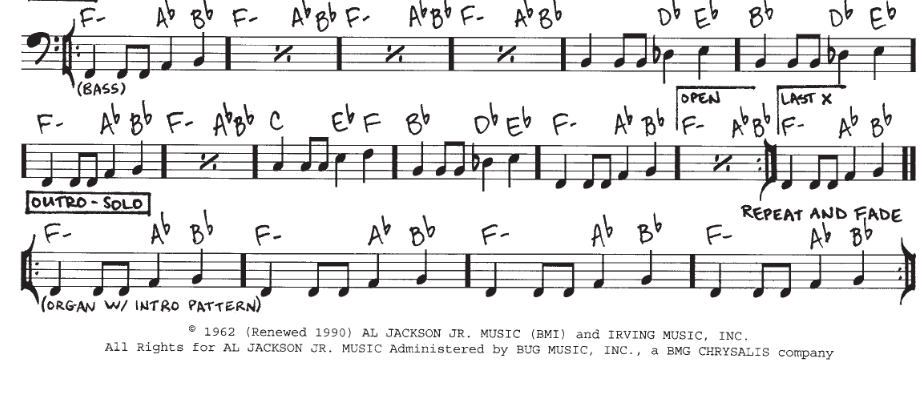 F- A♭ B♭ F- A♭ B♭ F- A♭ B♭ F- A♭ B♭ D♭ E♭ B♭ D♭ E♭
(BASS)
OPEN LAST X
F- A♭ B♭ F- A♭ B♭ C E♭ F B♭ D♭ E♭ F- A♭ B♭ F- A♭ B♭ F- A♭ B♭
OUTRO-SOLO
REPEAT AND FADE
F- A♭ B♭ F- A♭ B♭ F- A♭ B♭ F- A♭ B♭
(ORGAN W/ INTRO PATTERN)
© 1962 (Renewed 1990) AL JACKSON JR. MUSIC (BMI) and IRVING MUSIC, INC.
All Rights for AL JACKSON JR. MUSIC Administered by BUG MUSIC, INC., a BMG CHRYSALIS company